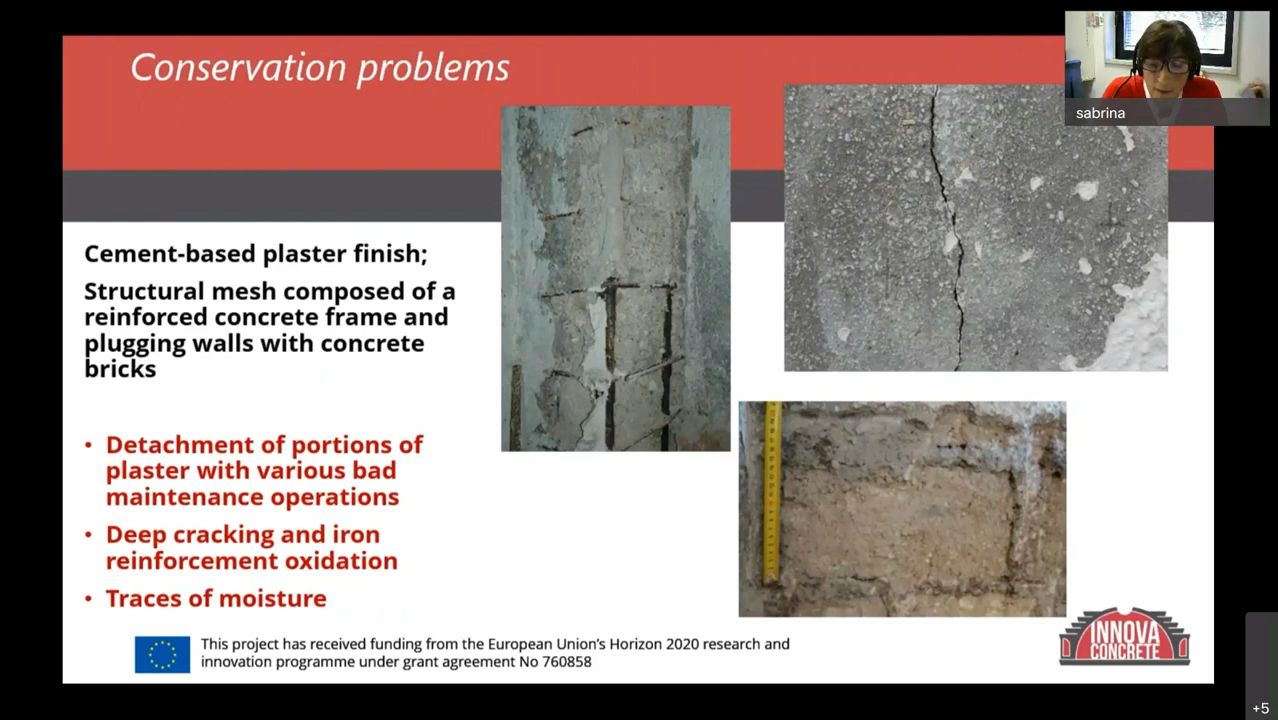 Conservation problems
sabrina
Cement-based plaster finish;
Structural mesh composed of a
reinforced concrete frame and
plugging walls with concrete
bricks
• Detachment of portions of
plaster with various bad
maintenance operations
• Deep cracking and iron
reinforcement oxidation
• Traces of moisture
This project has received funding from the European Union's Horizon 2020 research and
innovation programme under grant agreement No 760858
INNOVA
CONCRETE
+5